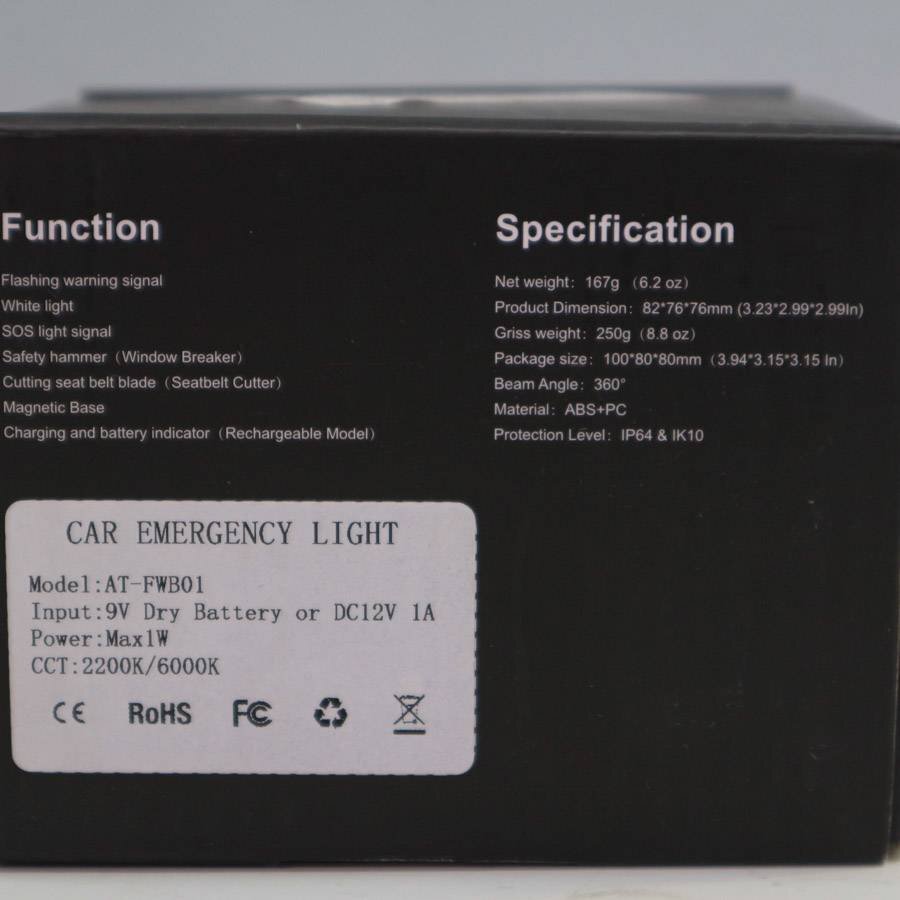 Function
Flashing warning signal
White light
SOS light signal
Safety hammer（Window Breaker）
Cutting seat belt blade（Seatbelt Cutter）
Magnetic Base
Charging and battery indicator（Rechargeable Model）
Specification
Net weight：167g （6.2 oz）
Product Dimension：82*76*76mm (3.23*2.99*2.99In)
Griss weight：250g（8.8 oz）
Package size：100*80*80mm（3.94*3.15*3.15 In）
Beam Angle：360°
Material：ABS+PC
Protection Level：IP64 & IK10
CAR EMERGENCY LIGHT
Model:AT-FWB01
Input:9V Dry Battery or DC12V 1A
Power:Max1W
CCT:2200K/6000K
CE RoHS FC